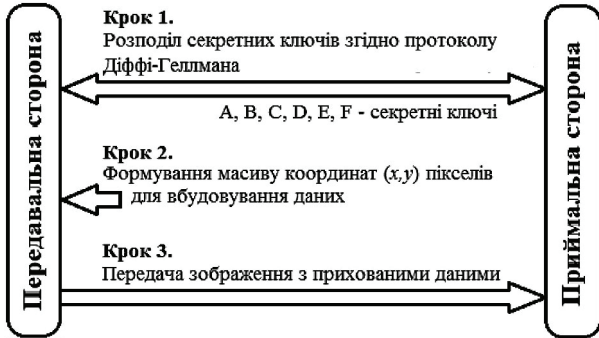 Передавальна сторона
Крок 1.
Розподіл секретних ключів згідно протоколу
Діффі-Геллмана
A, B, C, D, E, F - секретні ключі
Крок 2.
Формування масиву координат (x,y) пікселів
для вбудовування даних
Крок 3.
Передача зображення з прихованими даними
Приймальна сторона